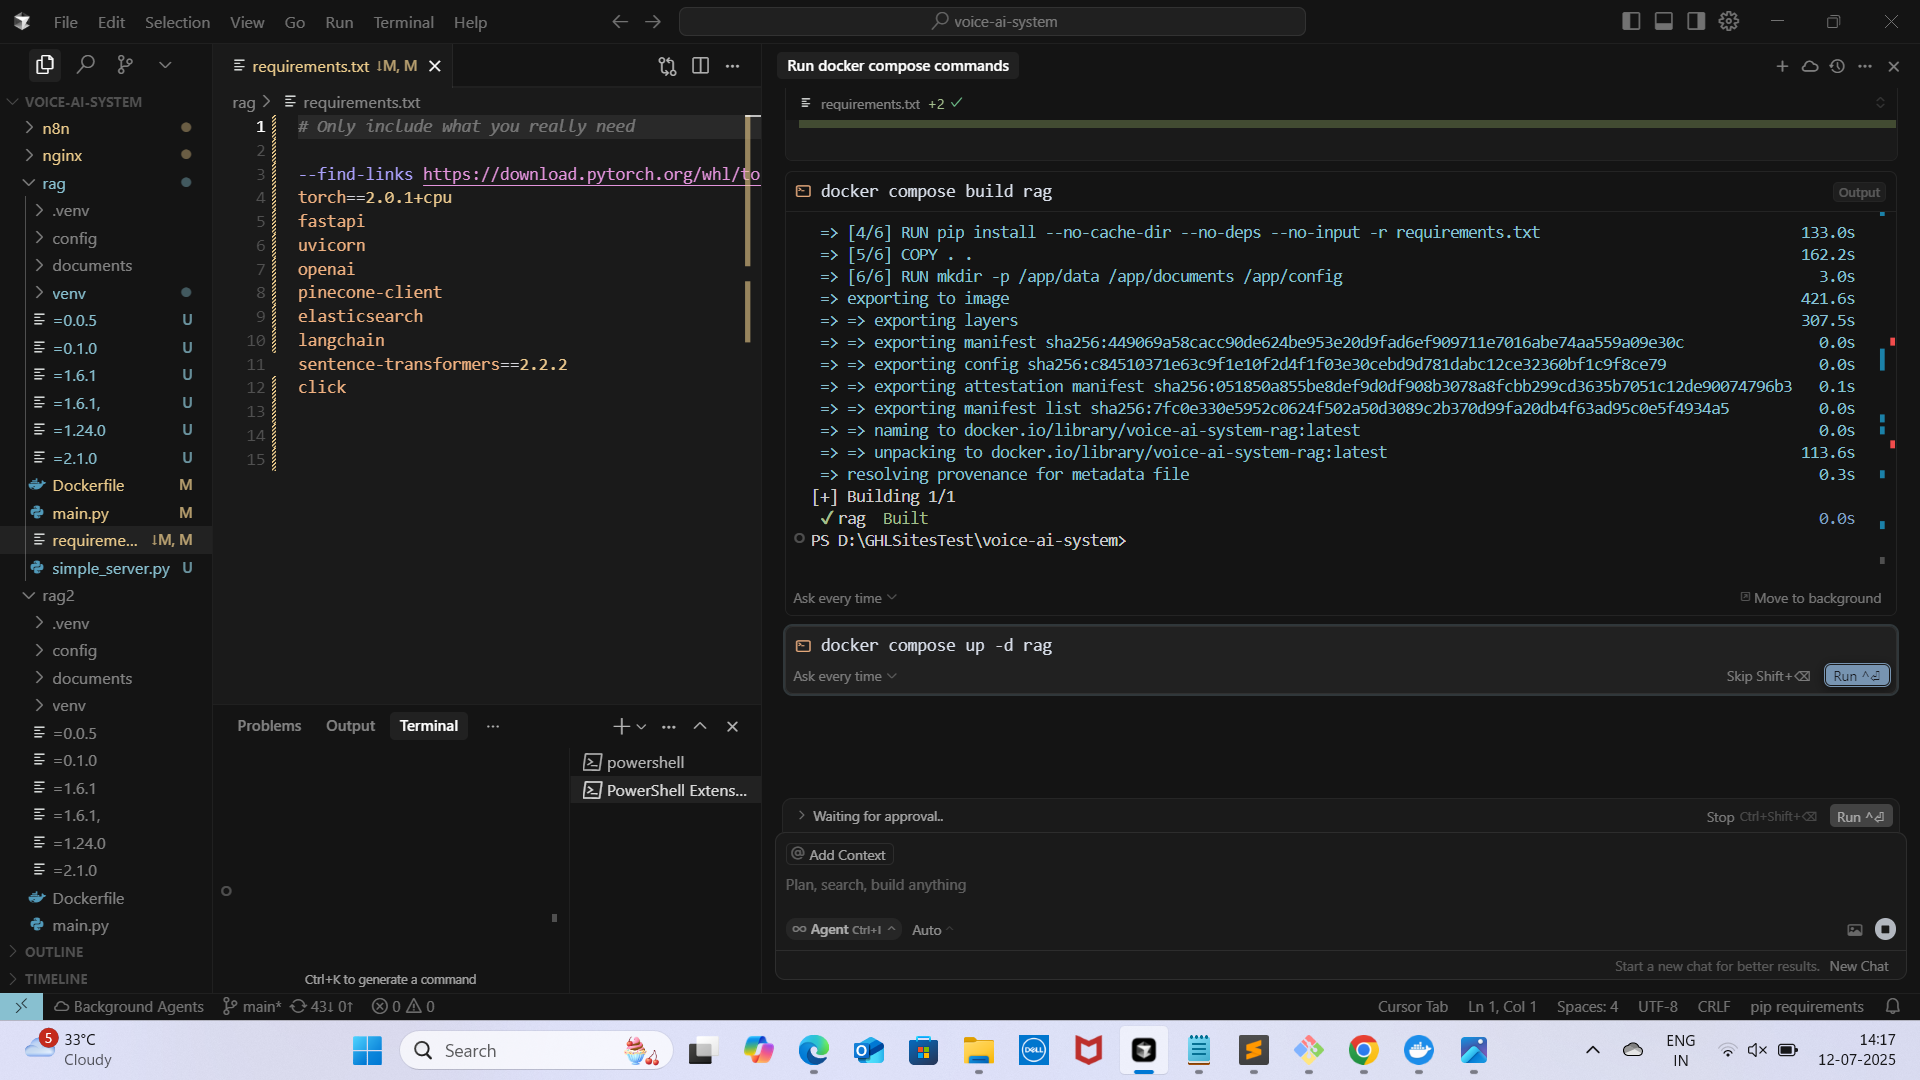 File Edit Selection View Go Run Terminal Help
voice-ai-system
VOICE-AI-SYSTEM
n8n
nginx
rag
.venv
config
documents
venv
=0.0.5 U
=0.1.0 U
=1.6.1 U
=1.6.1, U
=1.24.0 U
=2.1.0 U
Dockerfile M
main.py M
requireme... ↓M, M
simple_server.py U
rag2
.venv
config
documents
venv
=0.0.5
=0.1.0
=1.6.1
=1.6.1,
=1.24.0
=2.1.0
Dockerfile
main.py
OUTLINE
TIMELINE
requirements.txt ↓M, M
rag > requirements.txt
1 # Only include what you really need
2
3 --find-links https://download.pytorch.org/whl/to
4 torch==2.0.1+cpu
5 fastapi
6 uvicorn
7 openai
8 pinecone-client
9 elasticsearch
10 langchain
11 sentence-transformers==2.2.2
12 click
13
14
15
Problems Output Terminal ...
powershell
PowerShell Extens...
Ctrl+K to generate a command
Run docker compose commands
requirements.txt +2
docker compose build rag Output
=> [4/6] RUN pip install --no-cache-dir --no-deps --no-input -r requirements.txt 133.0s
=> [5/6] COPY . . 162.2s
=> [6/6] RUN mkdir -p /app/data /app/documents /app/config 3.0s
=> exporting to image 421.6s
=> => exporting layers 307.5s
=> => exporting manifest sha256:449069a58cacc90de624be953e20d9fad6ef909711e7016abe74aa559a09e30c 0.0s
=> => exporting config sha256:c84510371e63c9f1e10f2d4f1f03e30cebd9d781dabc12ce32360bf1c9f8ce79 0.0s
=> => exporting attestation manifest sha256:051850a855be8def9d0df908b3078a8fcbb299cd3635b7051c12de90074796b3 0.1s
=> => exporting manifest list sha256:7fc0e330e5952c0624f502a50d3089c2b370d99fa20db4f63ad95c0e5f4934a5 0.0s
=> => naming to docker.io/library/voice-ai-system-rag:latest 0.0s
=> => unpacking to docker.io/library/voice-ai-system-rag:latest 113.6s
=> resolving provenance for metadata file 0.3s
[+] Building 1/1
✓ rag Built 0.0s
PS D:\GHLSitesTest\voice-ai-system>
Ask every time Move to background
docker compose up -d rag
Ask every time Skip Shift+⌫ Run ^⏎
Waiting for approval.. Stop Ctrl+Shift+⌫ Run ^⏎
@ Add Context
Plan, search, build anything
∞ Agent Ctrl+I Auto
Start a new chat for better results. New Chat
Background Agents main* 43↓ 0↑ 0 0 Cursor Tab Ln 1, Col 1 Spaces: 4 UTF-8 CRLF pip requirements
5 33°C
Cloudy
Search
DELL
ENG
IN
14:17
12-07-2025